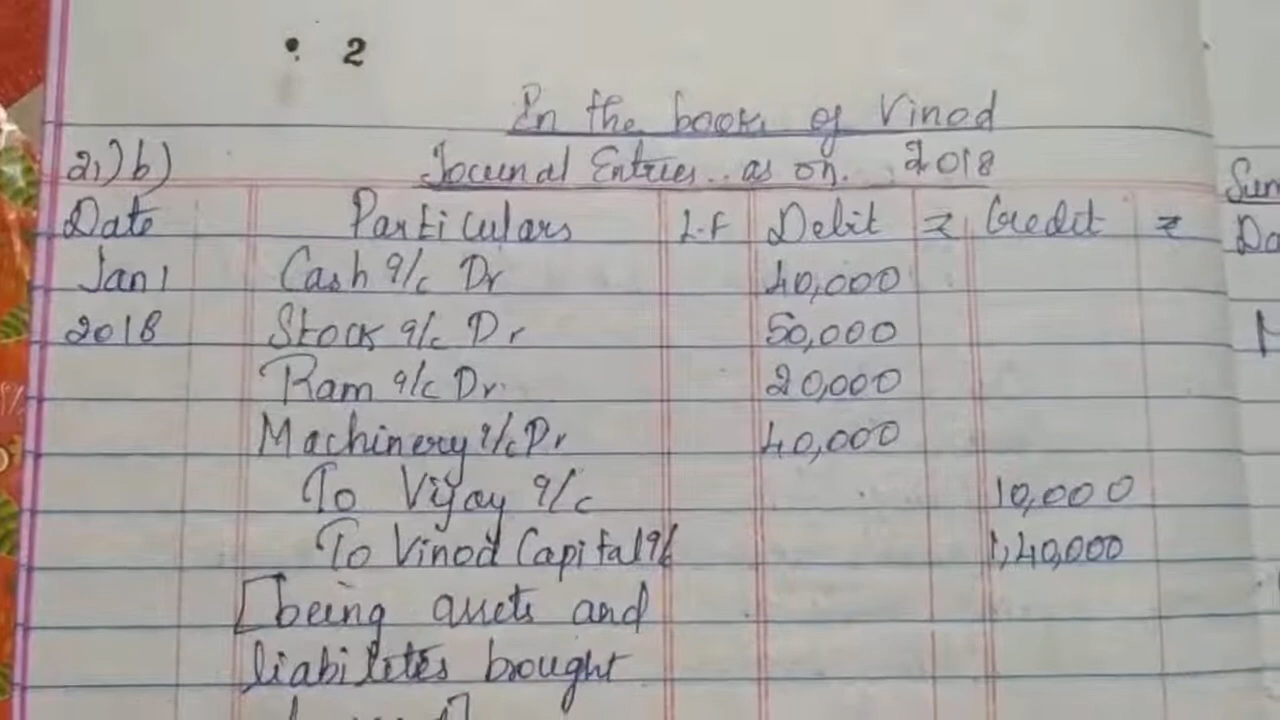 2
In the books of Vinod
2,)b) Journal Entries.. as on. 2018
Date Particulars L.F Debit ₹ Credit ₹
Jan 1 Cash a/c Dr 40,000
2018 Stock a/c Dr 50,000
Ram a/c Dr. 20,000
Machinery a/c Dr 40,000
To Vijay a/c 10,000
To Vinod Capital a/c 1,40,000
[being assets and
liabilites brought